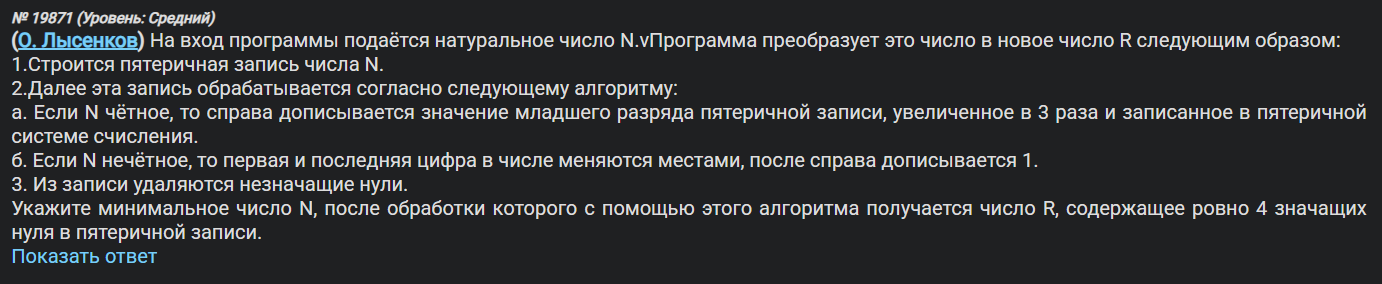 № 19871 (Уровень: Средний)
(О. Лысенков) На вход программы подаётся натуральное число N.vПрограмма преобразует это число в новое число R следующим образом:
1.Строится пятеричная запись числа N.
2.Далее эта запись обрабатывается согласно следующему алгоритму:
а. Если N чётное, то справа дописывается значение младшего разряда пятеричной записи, увеличенное в 3 раза и записанное в пятеричной
системе счисления.
б. Если N нечётное, то первая и последняя цифра в числе меняются местами, после справа дописывается 1.
3. Из записи удаляются незначащие нули.
Укажите минимальное число N, после обработки которого с помощью этого алгоритма получается число R, содержащее ровно 4 значащих
нуля в пятеричной записи.
Показать ответ